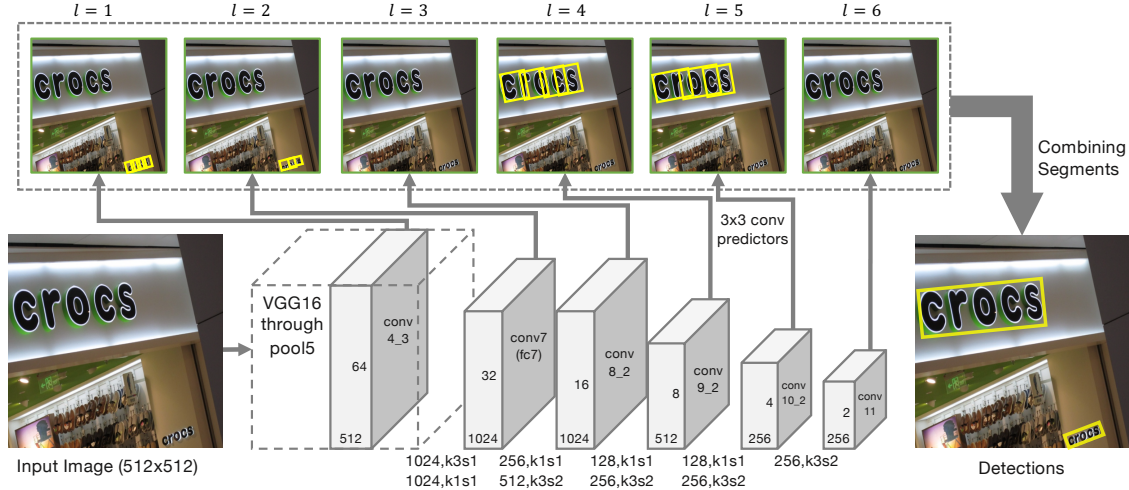 l = 1 l = 2 l = 3 l = 4 l = 5 l = 6
crocs crocs crocs crocs crocs crocs
crocs crocs crocs crocs
Combining
Segments
3x3 conv
predictors
crocs
crocs
VGG16
through
pool5
conv
4_3
64
512
conv7
(fc7)
32
1024
conv
8_2
16
1024
conv
9_2
8
512
conv
10_2
4
256
conv
11
2
256
crocs
crocs
1024,k3s1 256,k1s1 128,k1s1 128,k1s1 256,k3s2
1024,k1s1 512,k3s2 256,k3s2 256,k3s2
Input Image (512x512)
Detections